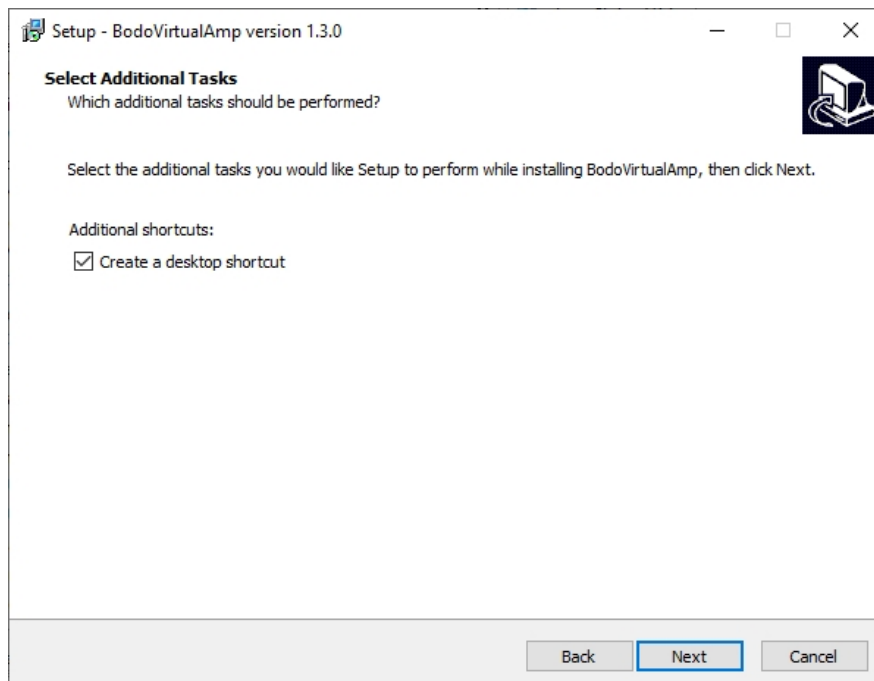 Setup - BodoVirtualAmp version 1.3.0
Select Additional Tasks
Which additional tasks should be performed?
Select the additional tasks you would like Setup to perform while installing BodoVirtualAmp, then click Next.
Additional shortcuts:
Create a desktop shortcut
Back Next Cancel